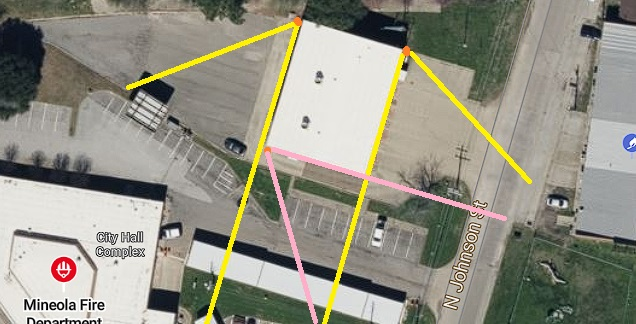 City Hall
Complex
Mineola Fire
Department
N Johnson St